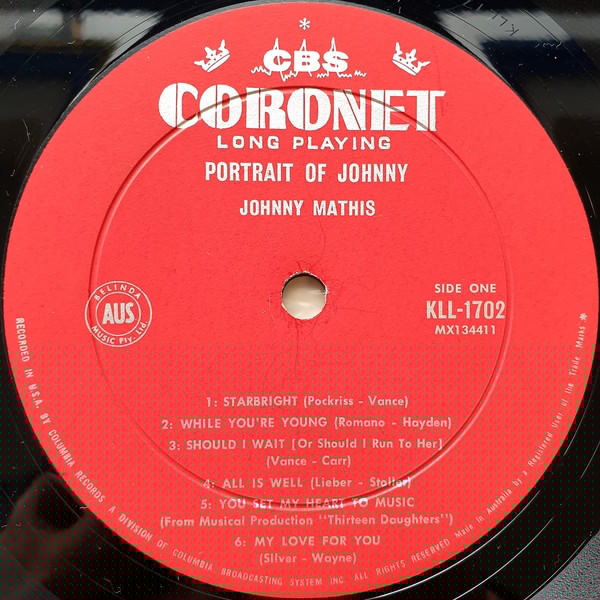 *
CBS
CORONET
LONG PLAYING
PORTRAIT OF JOHNNY
JOHNNY MATHIS
SIDE ONE
KLL-1702
MX134411
BELINDA
AUS
MUSIC PTY.
1: STARBRIGHT (Pockriss - Vance)
2: WHILE YOU'RE YOUNG (Romano - Hayden)
3: SHOULD I WAIT [Or Should I Run To Her]
(Vance - Carr)
4: ALL IS WELL (Lieber - Stoller)
5: YOU SET MY HEART TO MUSIC
(From Musical Production "Thirteen Daughters")
6: MY LOVE FOR YOU
(Silver - Wayne)
RECORDED IN U.S.A. BY COLUMBIA RECORDS A DIVISION OF COLUMBIA BROADCASTING SYSTEM INC. ALL RIGHTS RESERVED Made in Australia by a Registered User of the Trade Marks *